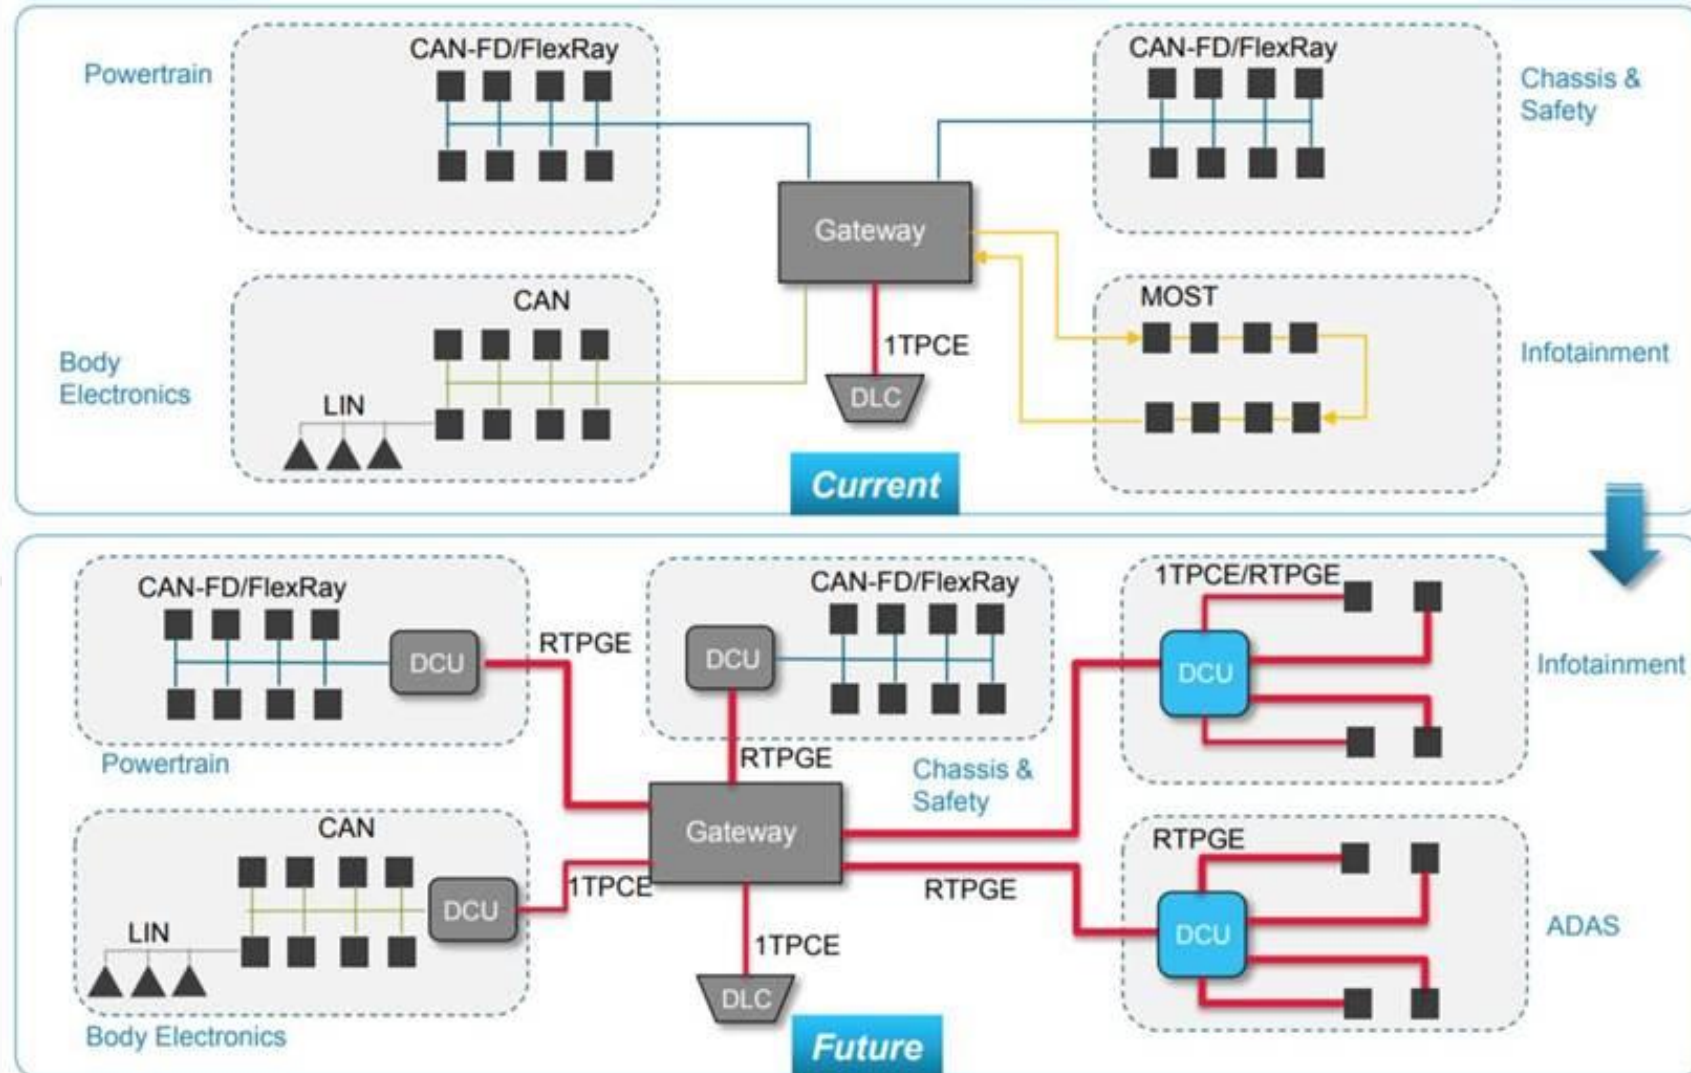 CAN-FD/FlexRay
Powertrain
CAN-FD/FlexRay
Chassis &
Safety
Gateway
CAN
Body
Electronics
LIN
1TPCE
DLC
MOST
Infotainment
Current
CAN-FD/FlexRay
DCU
RTPGE
Powertrain
CAN-FD/FlexRay
DCU
RTPGE
Chassis &
Safety
1TPCE/RTPGE
DCU
Infotainment
Gateway
CAN
DCU
1TPCE
LIN
Body Electronics
1TPCE
DLC
RTPGE
RTPGE
DCU
ADAS
Future